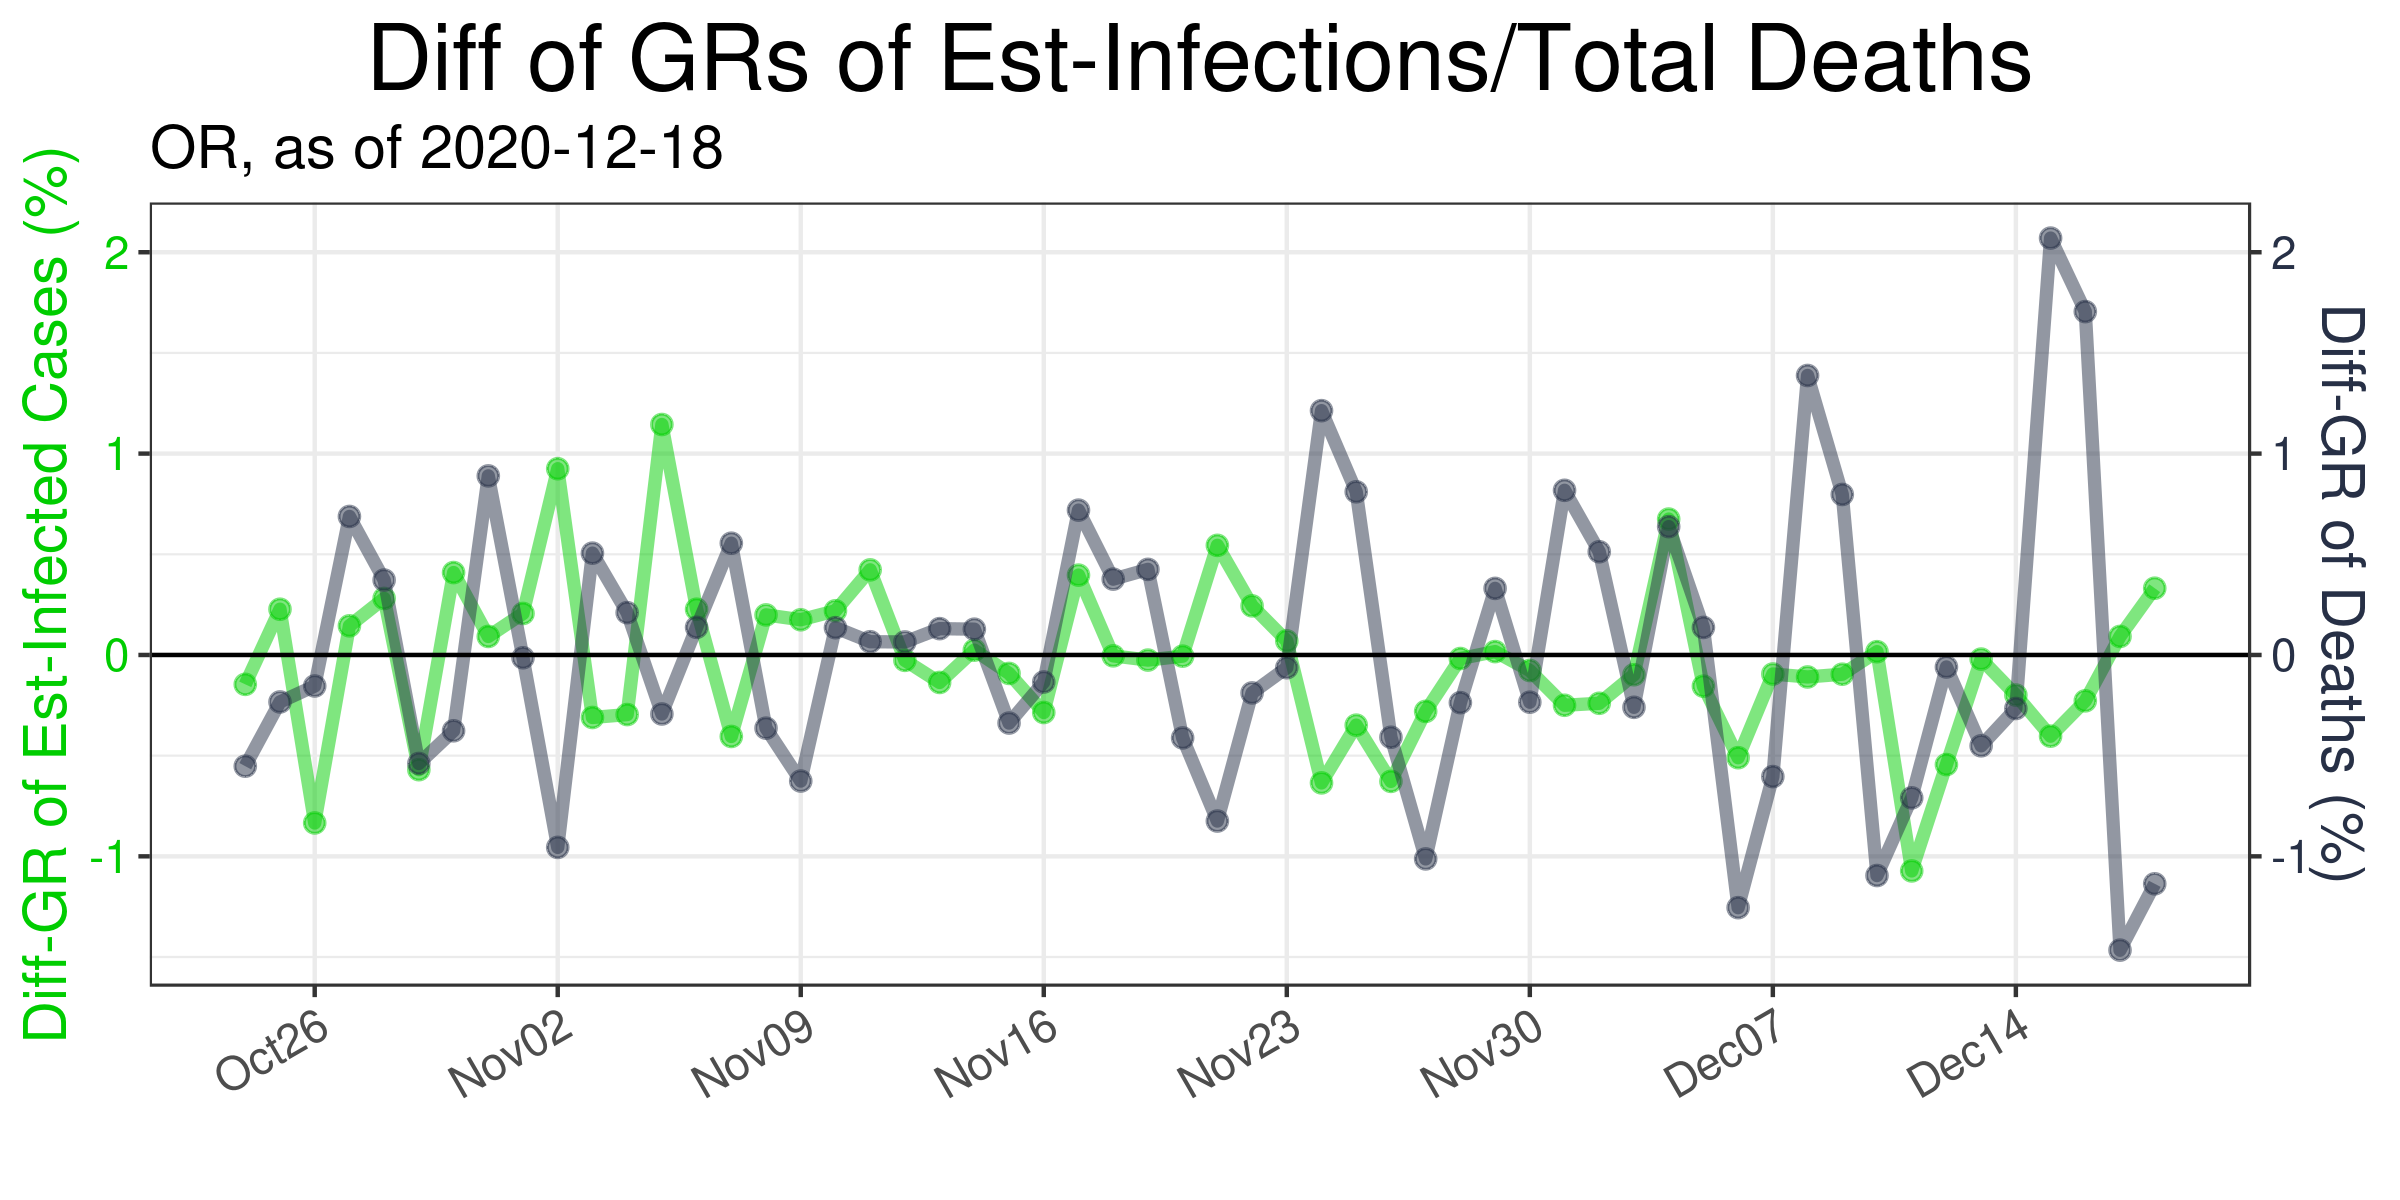 Diff of GRs of Est-Infections/Total Deaths
OR, as of 2020-12-18
Diff-GR of Est-Infected Cases (%)
2
1
0
-1
2
1
0
-1
Diff-GR of Deaths (%)
Oct26
Nov02
Nov09
Nov16
Nov23
Nov30
Dec07
Dec14